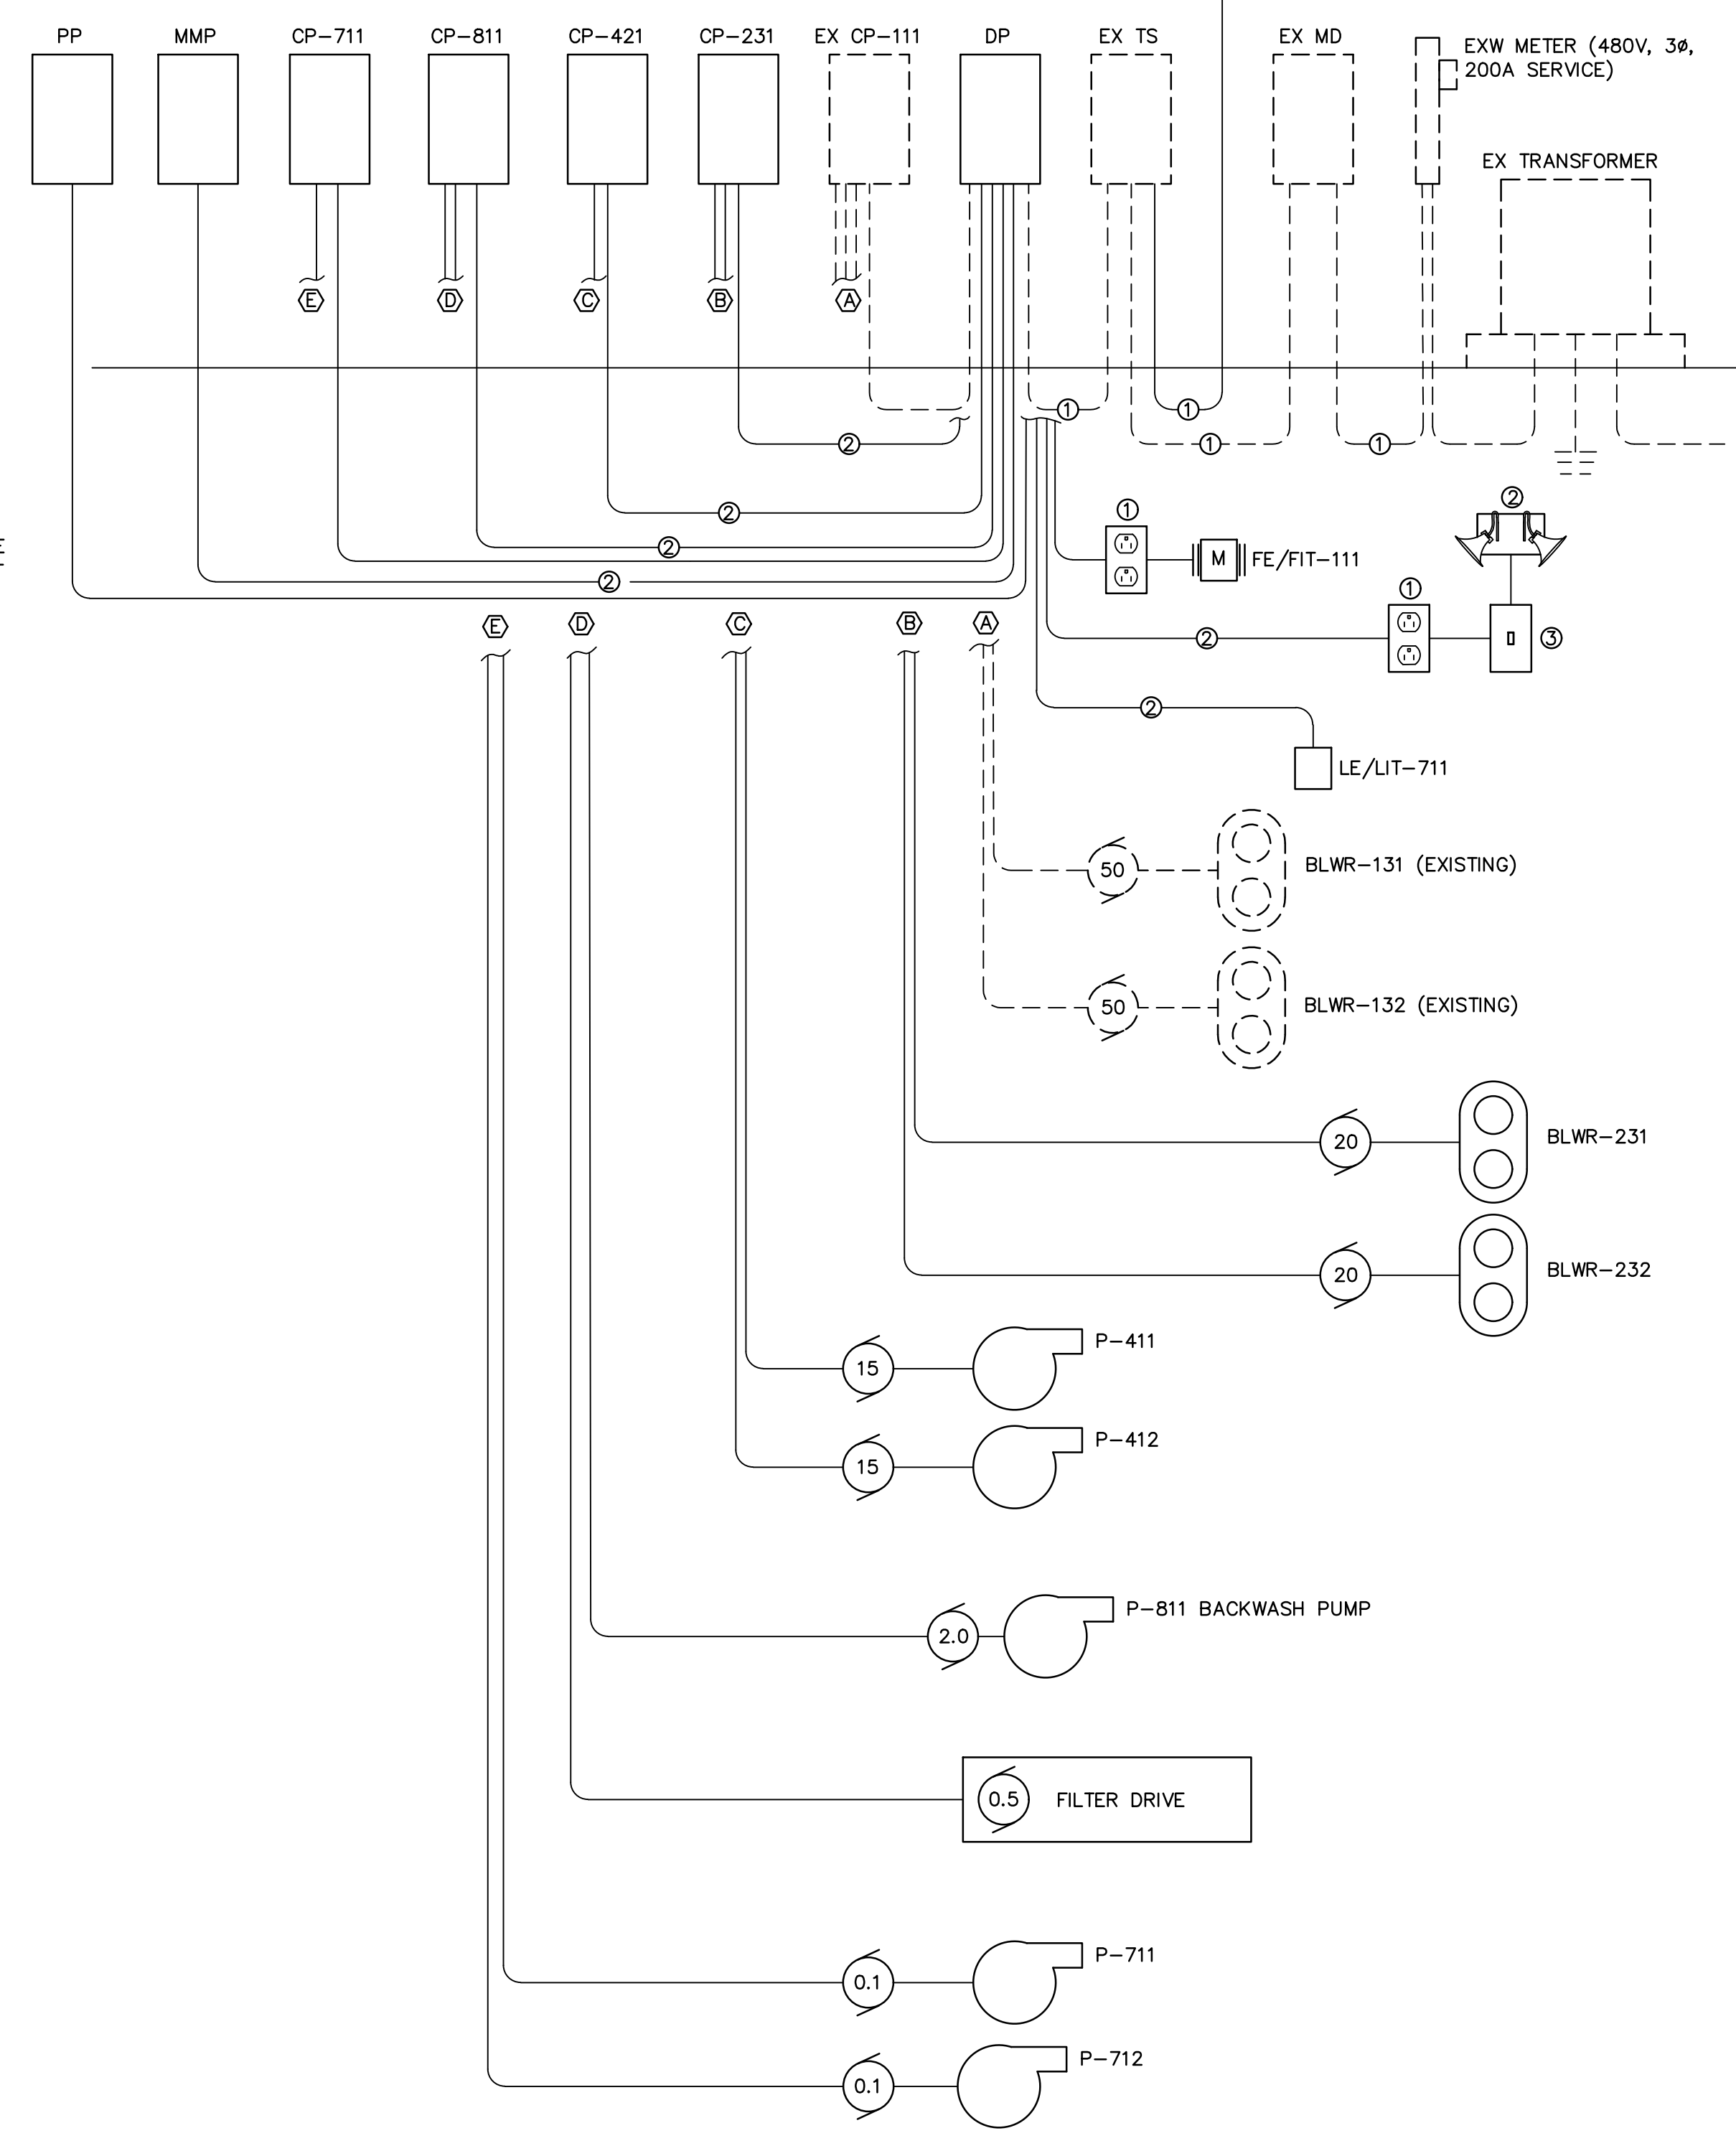 PP
MMP
CP-711
CP-811
CP-421
CP-231
EX CP-111
DP
EX TS
EX MD
EXW METER (480V, 3ø,
200A SERVICE)
EX TRANSFORMER
E
D
C
B
A
1
1
2
1
1
2
2
2
1
2
M
FE/FIT-111
1
2
3
E
D
C
B
A
2
LE/LIT-711
50
BLWR-131 (EXISTING)
50
BLWR-132 (EXISTING)
20
BLWR-231
20
BLWR-232
15
P-411
15
P-412
2.0
P-811 BACKWASH PUMP
0.5
FILTER DRIVE
0.1
P-711
0.1
P-712